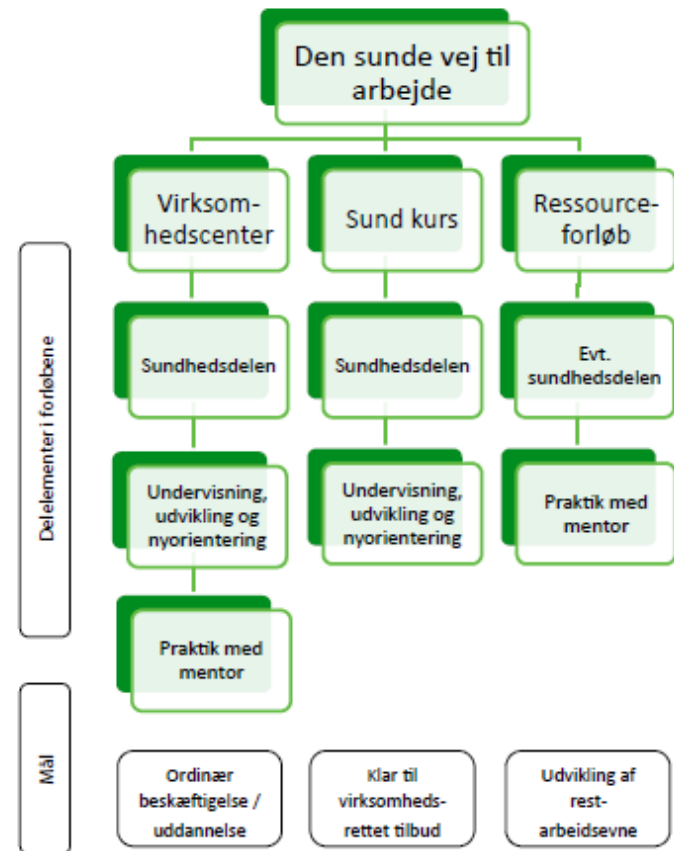 Den sunde vej til
arbejde
Virksom-
hedscenter
Sund kurs
Ressource-
forløb
Delelementer i forløbene
Sundhedsdelen
Sundhedsdelen
Evt.
sundhedsdelen
Undervisning,
udvikling og
nyorientering
Undervisning,
udvikling og
nyorientering
Praktik med
mentor
Praktik med
mentor
Mål
Ordinær
beskæftigelse /
uddannelse
Klar til
virksomheds-
rettet tilbud
Udvikling af
rest-
arbejdsevne